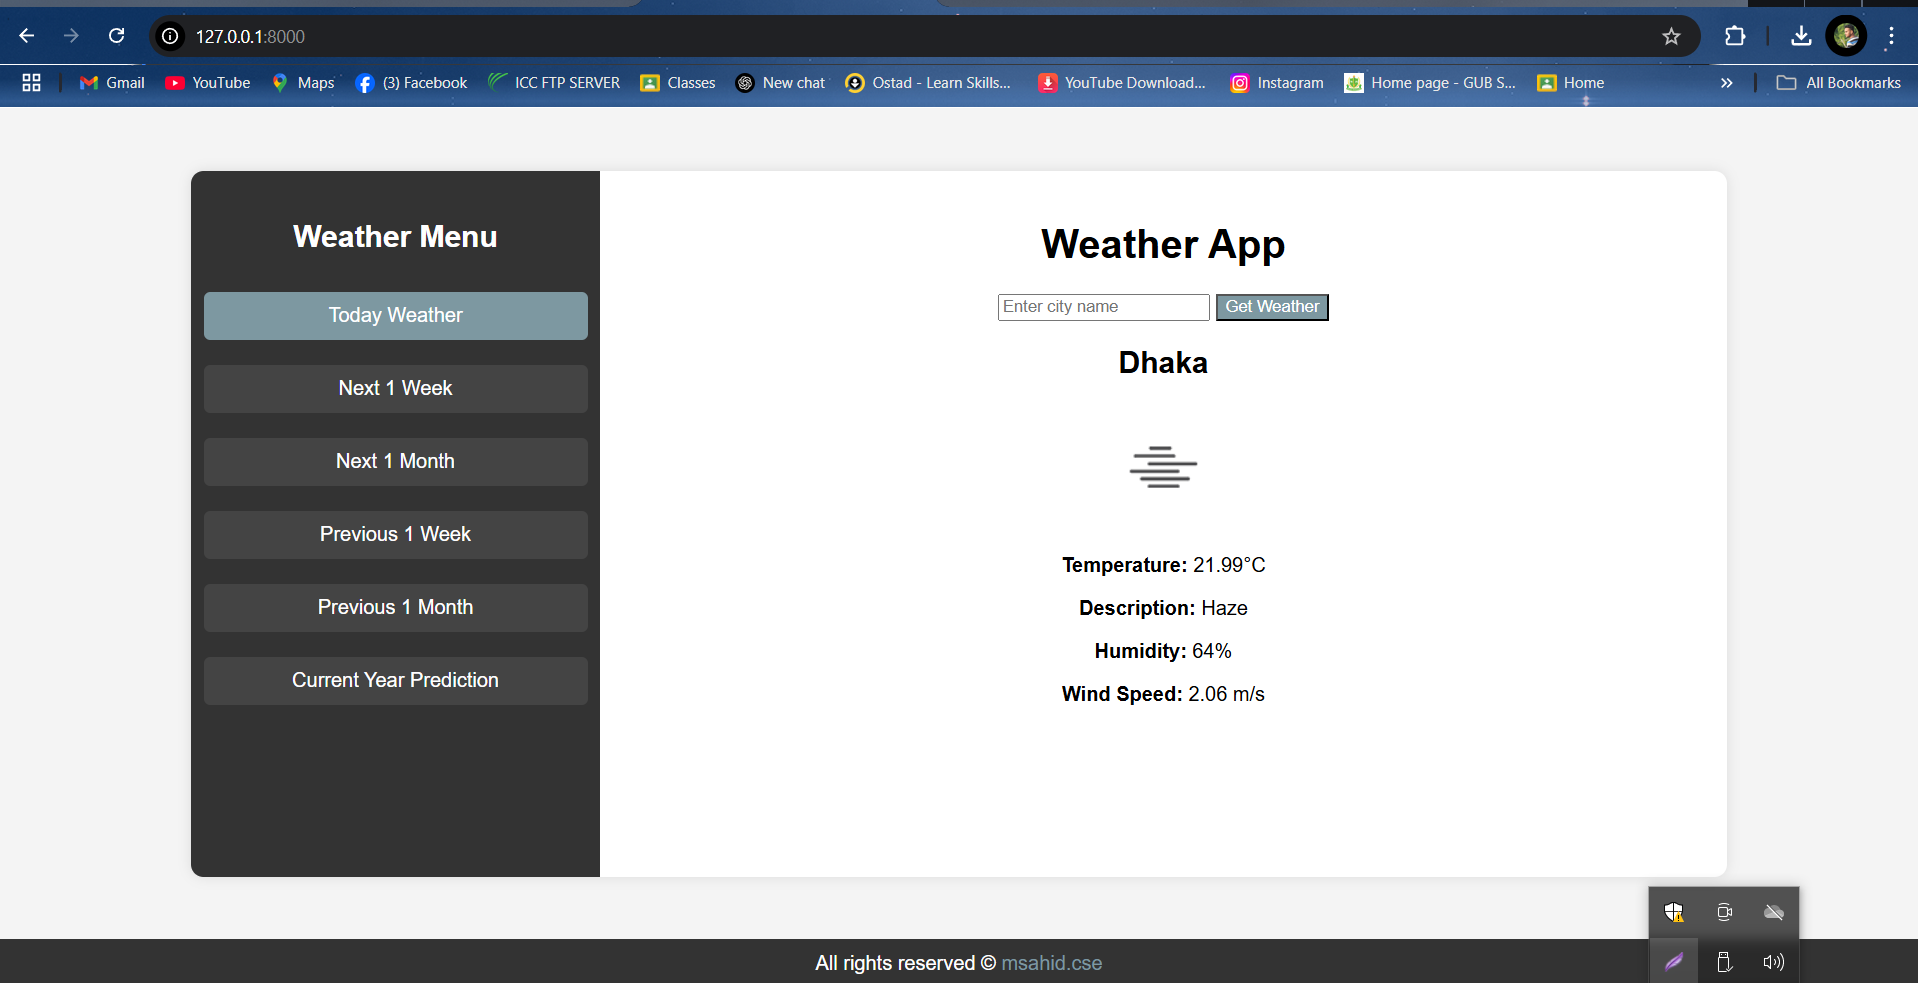 127.0.0.1:8000
Gmail YouTube Maps (3) Facebook ICC FTP SERVER Classes New chat Ostad - Learn Skills... YouTube Download... Instagram Home page - GUB S... Home » All Bookmarks
Weather Menu
Today Weather
Next 1 Week
Next 1 Month
Previous 1 Week
Previous 1 Month
Current Year Prediction
Weather App
Enter city name Get Weather
Dhaka
Temperature: 21.99°C
Description: Haze
Humidity: 64%
Wind Speed: 2.06 m/s
All rights reserved © msahid.cse